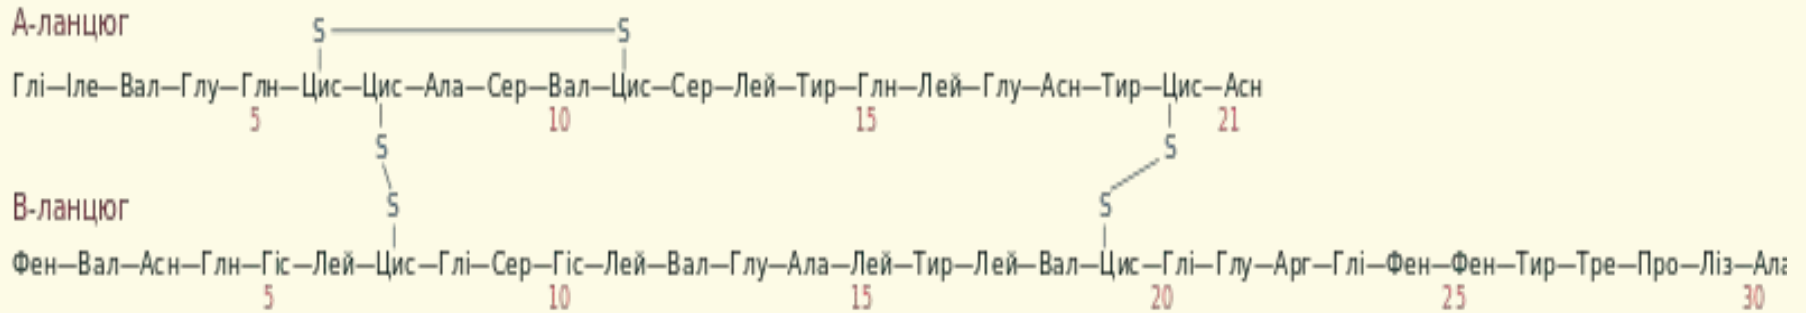 А-ланцюг
S S
Глі–Іле–Вал–Глу–Глн–Цис–Цис–Ала–Сер–Вал–Цис–Сер–Лей–Тир–Глн–Лей–Глу–Асн–Тир–Цис–Асн
5 10 15 21
S S
S S
В-ланцюг
Фен–Вал–Асн–Глн–Гіс–Лей–Цис–Глі–Сер–Гіс–Лей–Вал–Глу–Ала–Лей–Тир–Лей–Вал–Цис–Глі–Глу–Арг–Глі–Фен–Фен–Тир–Тре–Про–Ліз–Ала
5 10 15 20 25 30